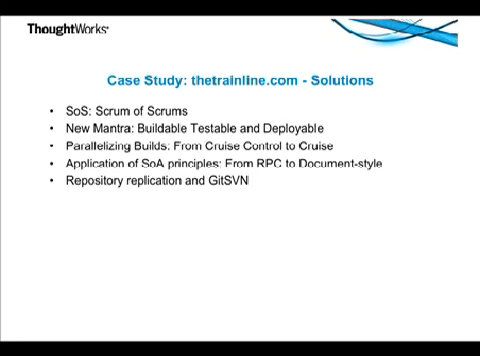 ThoughtWorks®
Case Study: thetrainline.com - Solutions
• SoS: Scrum of Scrums
• New Mantra: Buildable Testable and Deployable
• Parallelizing Builds: From Cruise Control to Cruise
• Application of SoA principles: From RPC to Document-style
• Repository replication and GitSVN